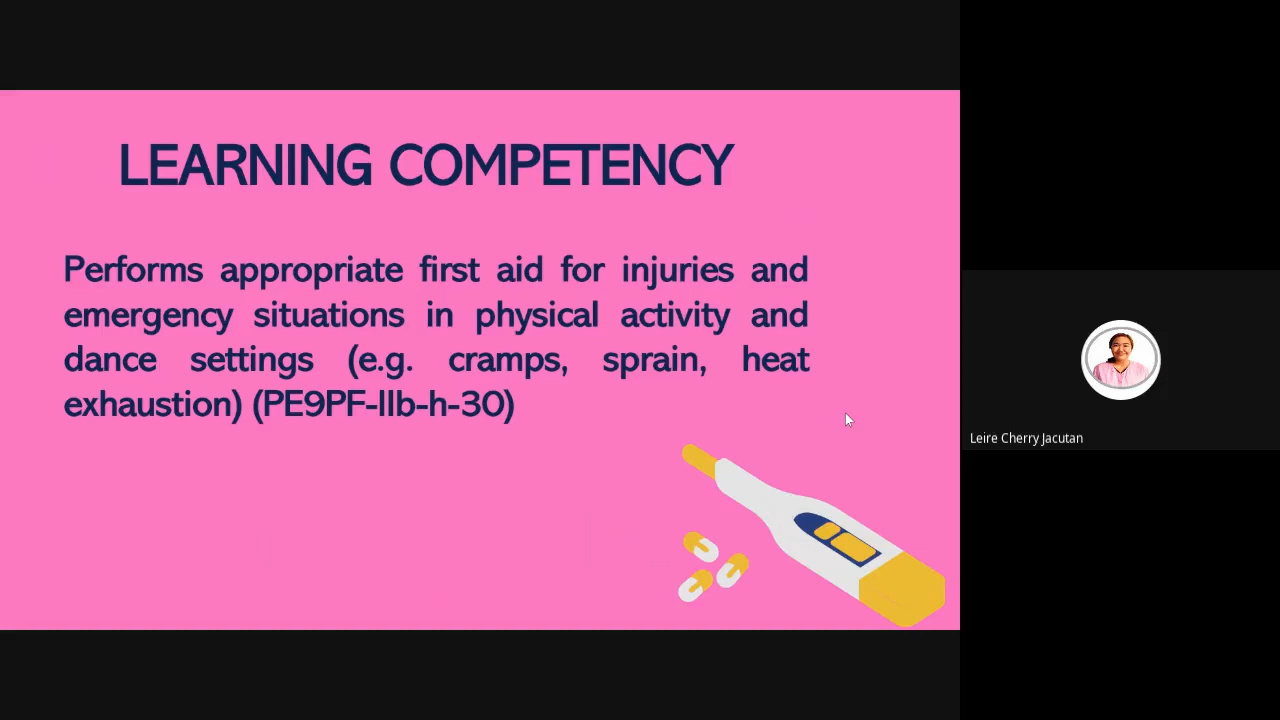 LEARNING COMPETENCY
Performs appropriate first aid for injuries and
emergency situations in physical activity and
dance settings (e.g. cramps, sprain, heat
exhaustion) (PE9PF-llb-h-30)
Leire Cherry Jacutan